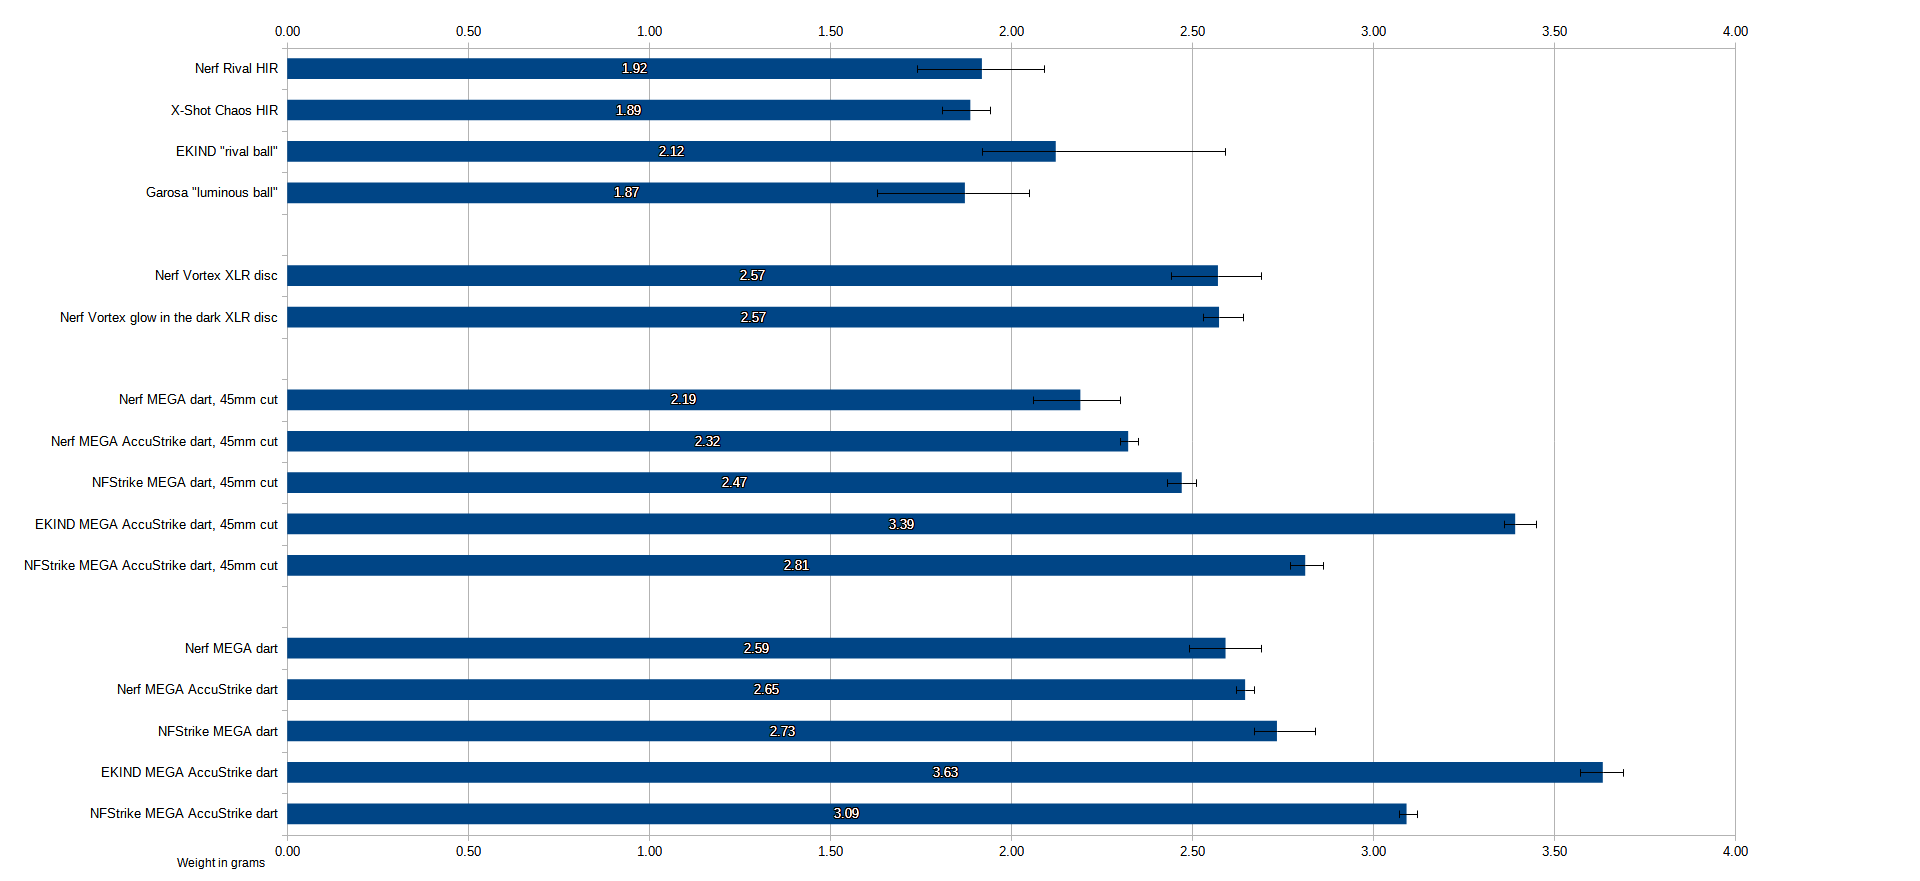 0.00 0.50 1.00 1.50 2.00 2.50 3.00 3.50 4.00
Nerf Rival HIR 1.92
X-Shot Chaos HIR 1.89
EKIND "rival ball" 2.12
Garosa "luminous ball" 1.87
Nerf Vortex XLR disc 2.57
Nerf Vortex glow in the dark XLR disc 2.57
Nerf MEGA dart, 45mm cut 2.19
Nerf MEGA AccuStrike dart, 45mm cut 2.32
NFStrike MEGA dart, 45mm cut 2.47
EKIND MEGA AccuStrike dart, 45mm cut 3.39
NFStrike MEGA AccuStrike dart, 45mm cut 2.81
Nerf MEGA dart 2.59
Nerf MEGA AccuStrike dart 2.65
NFStrike MEGA dart 2.73
EKIND MEGA AccuStrike dart 3.63
NFStrike MEGA AccuStrike dart 3.09
0.00 0.50 1.00 1.50 2.00 2.50 3.00 3.50 4.00
Weight in grams